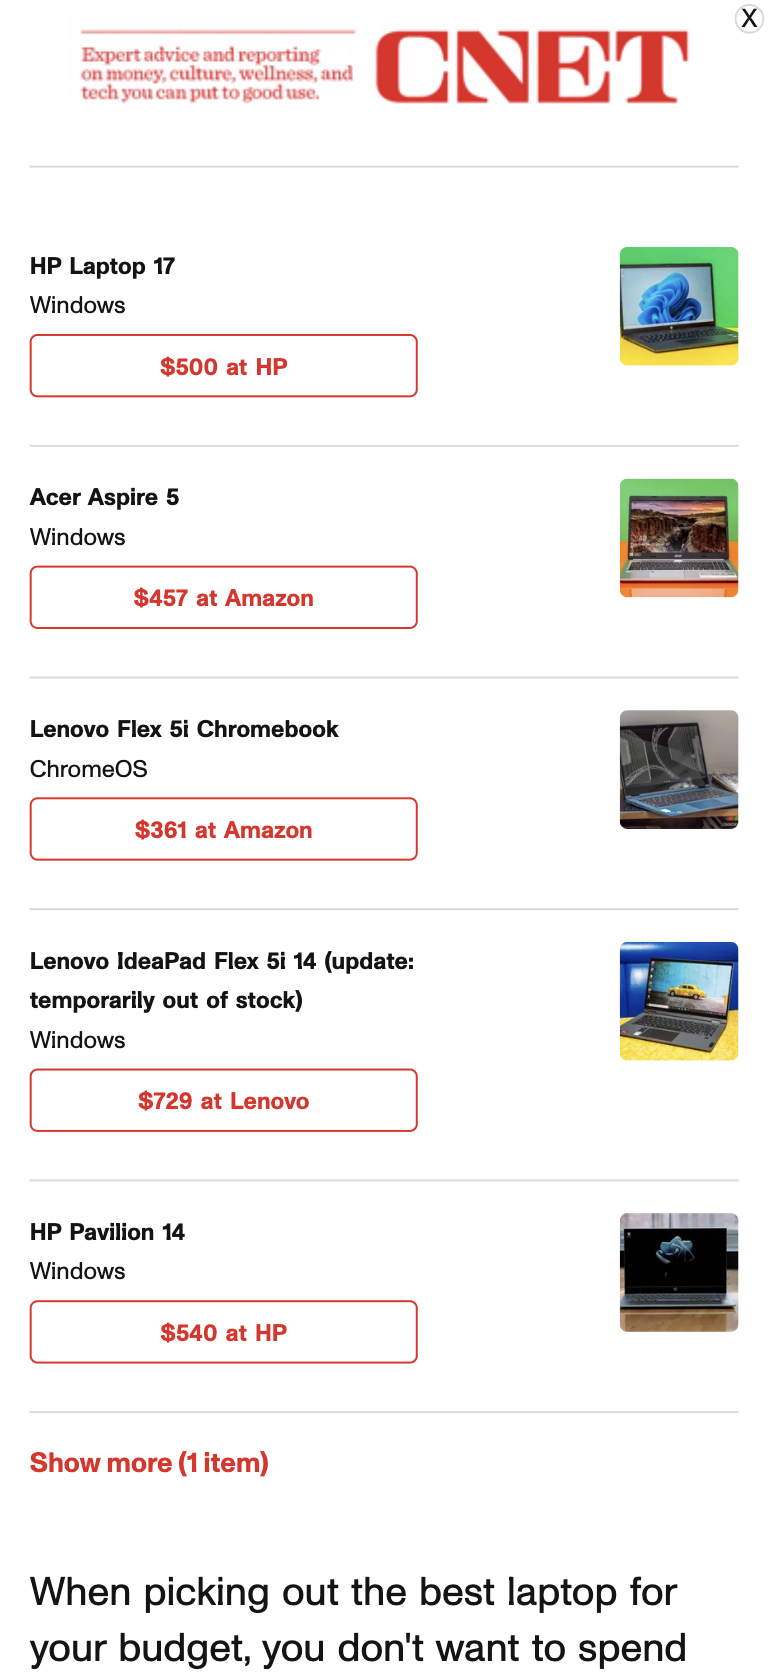 X
Expert advice and reporting
on money, culture, wellness, and
tech you can put to good use.
CNET
HP Laptop 17
Windows
$500 at HP
Acer Aspire 5
Windows
$457 at Amazon
Lenovo Flex 5i Chromebook
ChromeOS
$361 at Amazon
Lenovo IdeaPad Flex 5i 14 (update:
temporarily out of stock)
Windows
$729 at Lenovo
HP Pavilion 14
Windows
$540 at HP
Show more (1 item)
When picking out the best laptop for
your budget, you don't want to spend